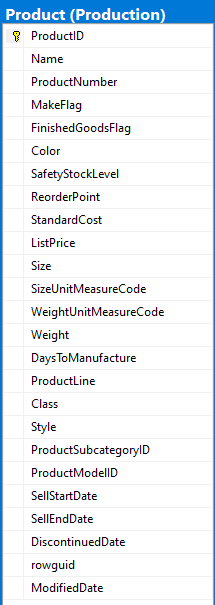 Product (Production)
ProductID
Name
ProductNumber
MakeFlag
FinishedGoodsFlag
Color
SafetyStockLevel
ReorderPoint
StandardCost
ListPrice
Size
SizeUnitMeasureCode
WeightUnitMeasureCode
Weight
DaysToManufacture
ProductLine
Class
Style
ProductSubcategoryID
ProductModelID
SellStartDate
SellEndDate
DiscontinuedDate
rowguid
ModifiedDate